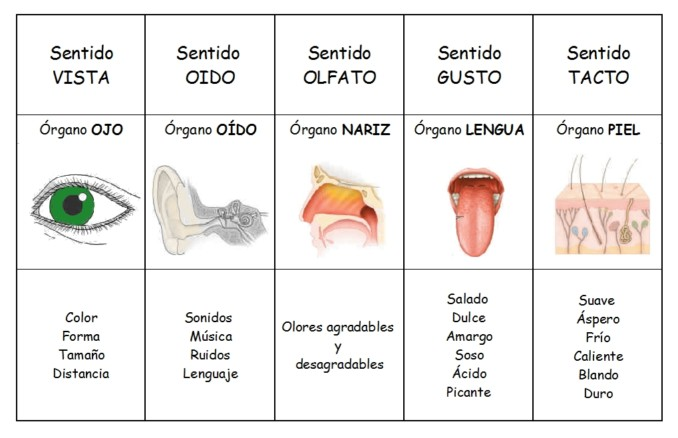 Sentido
VISTA
Sentido
OIDO
Sentido
OLFATO
Sentido
GUSTO
Sentido
TACTO
Órgano OJO
Órgano OÍDO
Órgano NARIZ
Órgano LENGUA
Órgano PIEL
Color
Forma
Tamaño
Distancia
Sonidos
Música
Ruidos
Lenguaje
Olores agradables
y
desagradables
Salado
Dulce
Amargo
Soso
Ácido
Picante
Suave
Áspero
Frío
Caliente
Blando
Duro